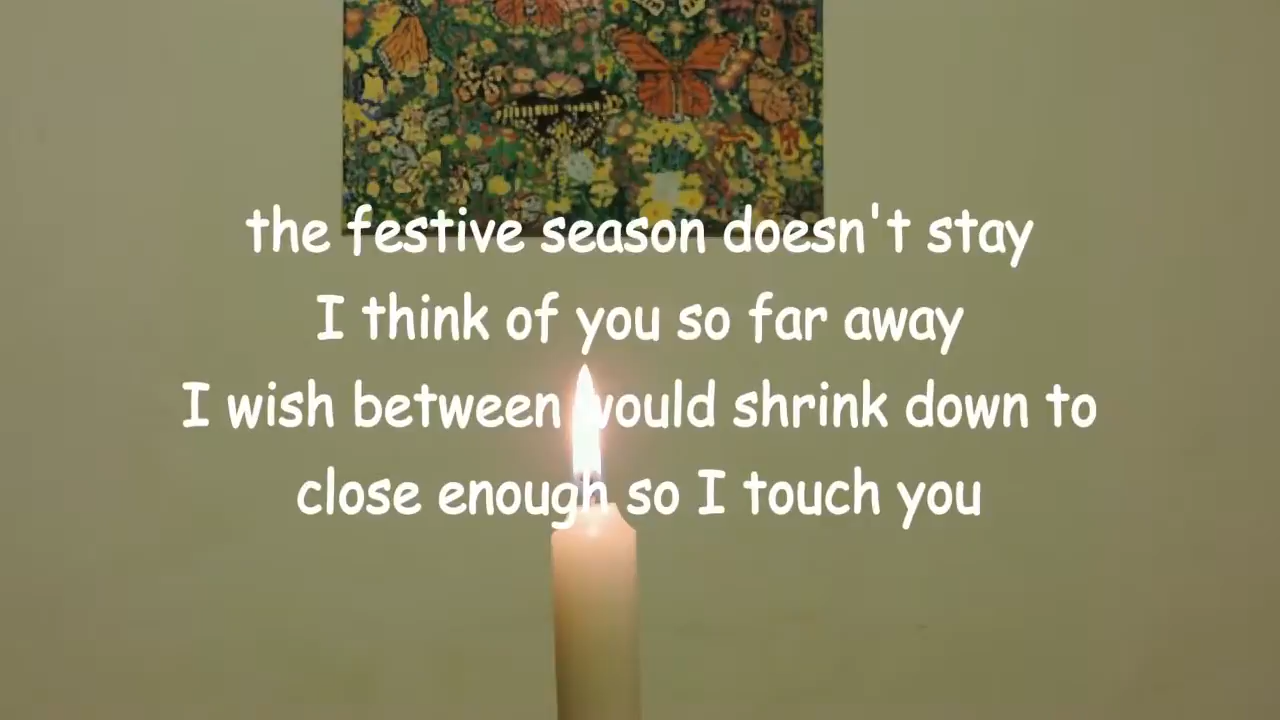 the festive season doesn't stay
I think of you so far away
I wish between would shrink down to
close enough so I touch you